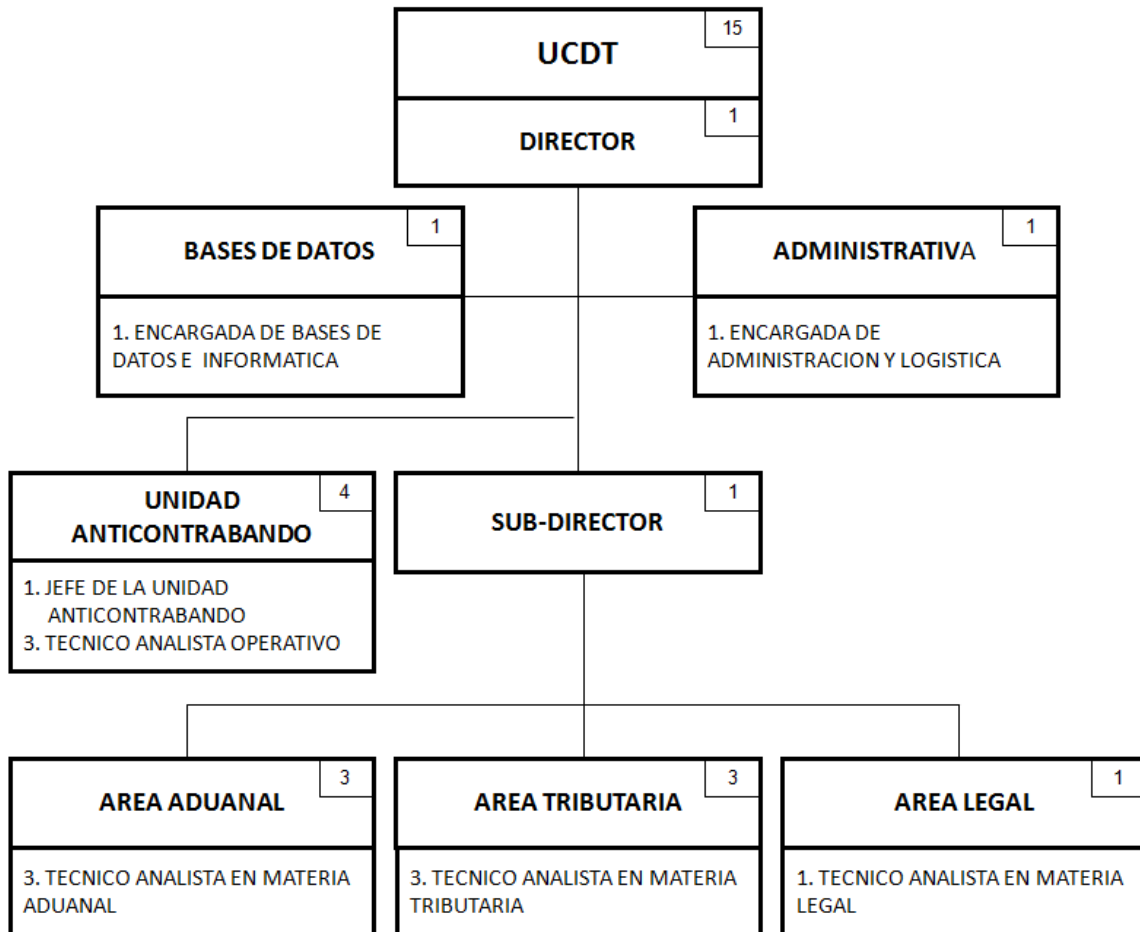 15
UCDT
1
DIRECTOR
1
BASES DE DATOS
1. ENCARGADA DE BASES DE
DATOS E INFORMATICA
1
ADMINISTRATIVA
1. ENCARGADA DE
ADMINISTRACION Y LOGISTICA
4
UNIDAD
ANTICONTRABANDO
1. JEFE DE LA UNIDAD
ANTICONTRABANDO
3. TECNICO ANALISTA OPERATIVO
1
SUB-DIRECTOR
3
AREA ADUANAL
3. TECNICO ANALISTA EN MATERIA
ADUANAL
3
AREA TRIBUTARIA
3. TECNICO ANALISTA EN MATERIA
TRIBUTARIA
1
AREA LEGAL
1. TECNICO ANALISTA EN MATERIA
LEGAL